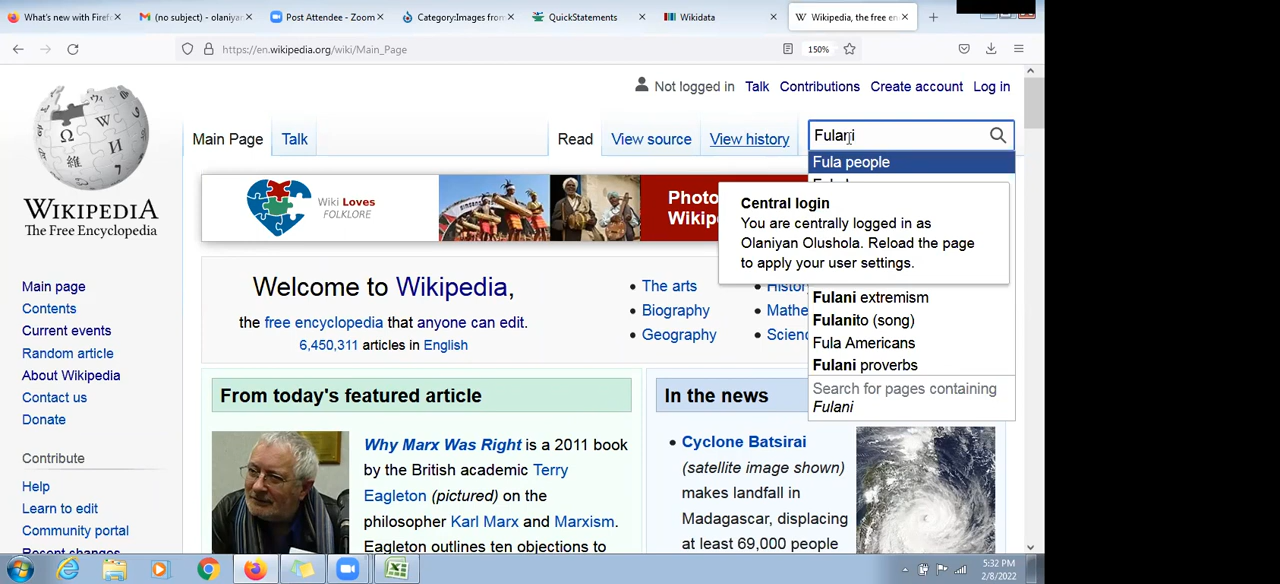 What's new with Firef
(no subject) - olaniyan
Post Attendee - Zoom
Category:Images from
QuickStatements
Wikidata
Wikipedia, the free en
https://en.wikipedia.org/wiki/Main_Page
150%
Not logged in Talk Contributions Create account Log in
Main Page Talk Read View source View history Fulani
Fula people
Wiki Loves
FOLKLORE
Photo
Wikip
Central login
You are centrally logged in as
Olaniyan Olushola. Reload the page
to apply your user settings.
Fulani extremism
Fulanito (song)
Fula Americans
Fulani proverbs
Search for pages containing
Fulani
WIKIPEDIA
The Free Encyclopedia
Main page
Contents
Current events
Random article
About Wikipedia
Contact us
Donate
Contribute
Help
Learn to edit
Community portal
Recent changes
Welcome to Wikipedia,
the free encyclopedia that anyone can edit.
6,450,311 articles in English
The arts
Biography
Geography
History
Mathe
Scienc
From today's featured article
Why Marx Was Right is a 2011 book
by the British academic Terry
Eagleton (pictured) on the
philosopher Karl Marx and Marxism.
Eagleton outlines ten objections to
In the news
Cyclone Batsirai
(satellite image shown)
makes landfall in
Madagascar, displacing
at least 69,000 people
5:32 PM
2/8/2022